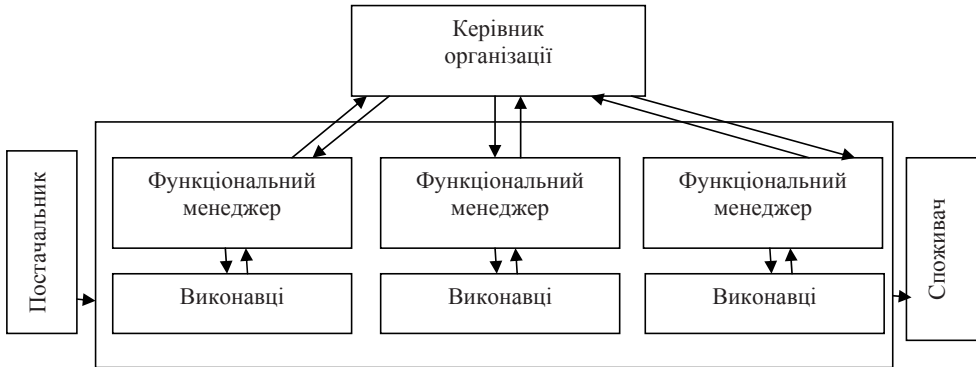 Керівник
організації
Постачальник
Функціональний
менеджер
Функціональний
менеджер
Функціональний
менеджер
Виконавці
Виконавці
Виконавці
Споживач